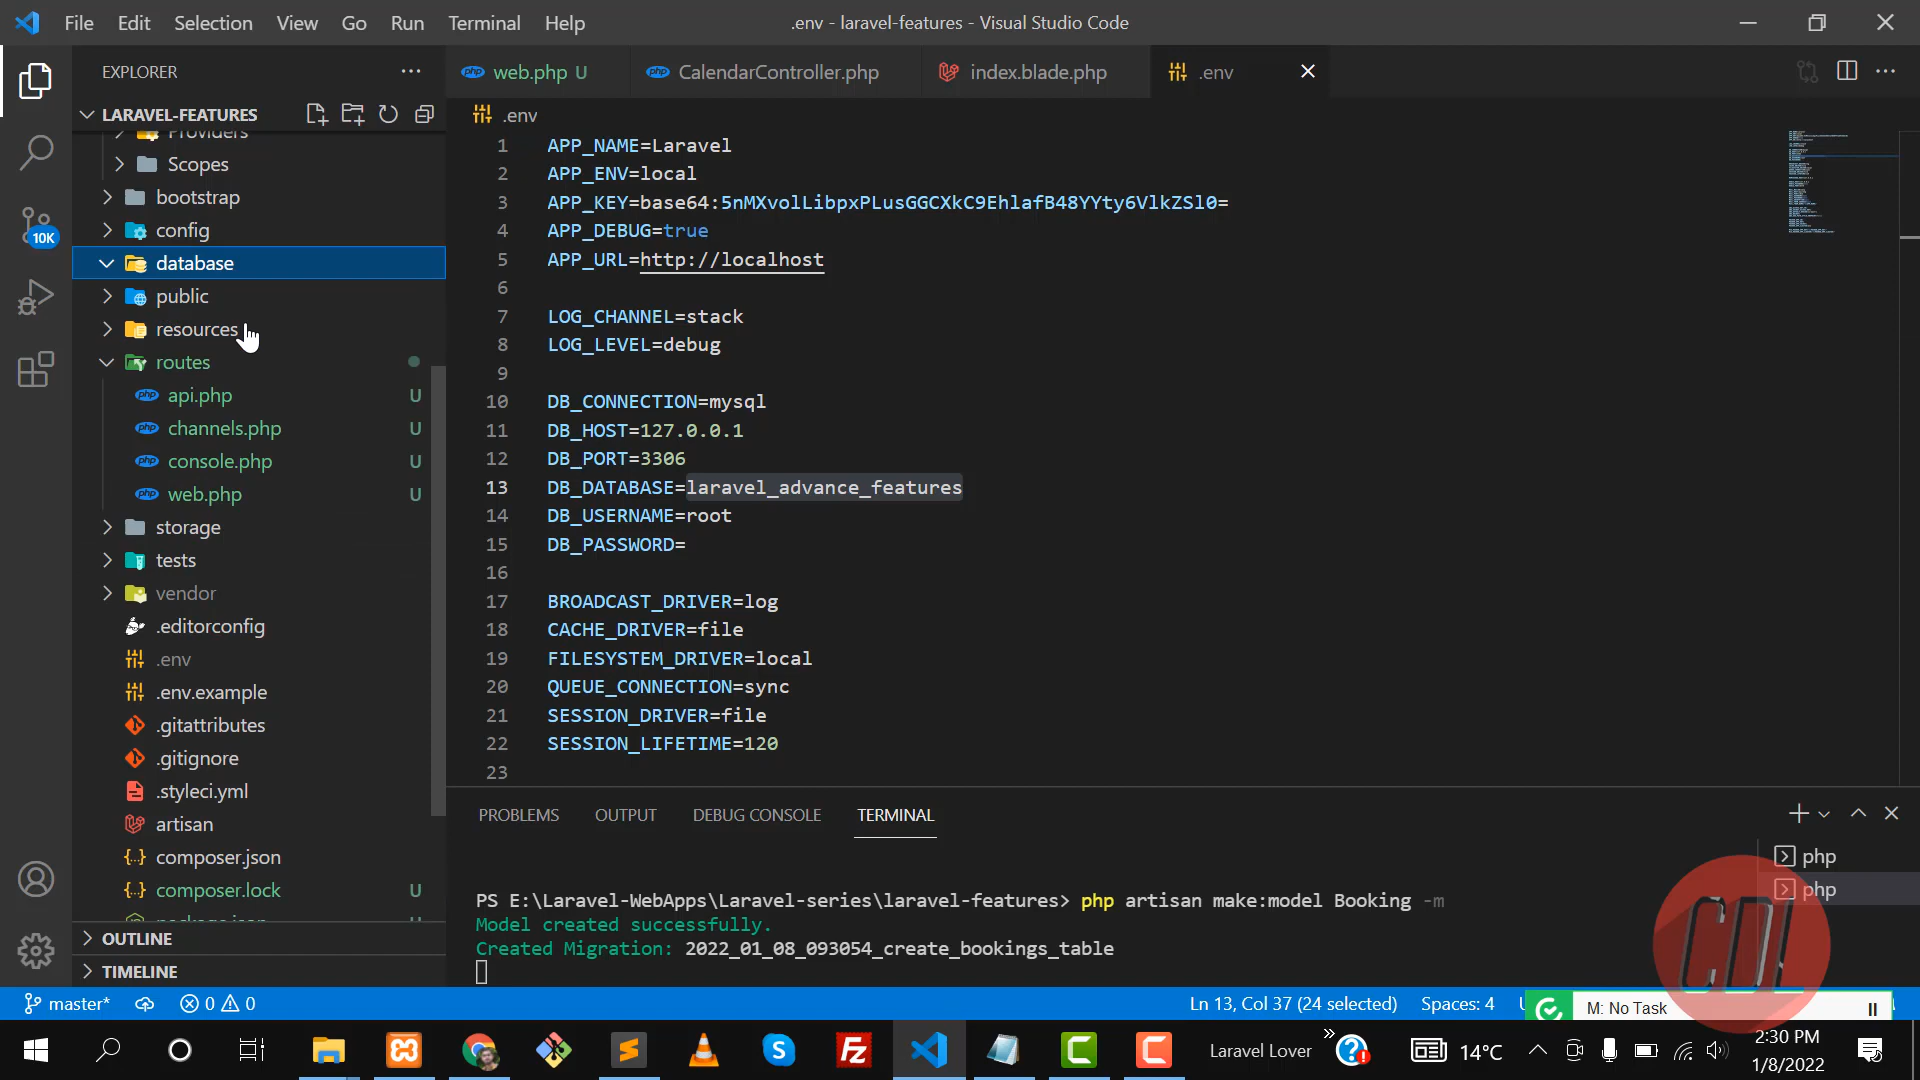 File Edit Selection View Go Run Terminal Help
.env - laravel-features - Visual Studio Code
EXPLORER
LARAVEL-FEATURES
Providers
Scopes
bootstrap
config
database
public
resources
routes
api.php U
channels.php U
console.php U
web.php U
storage
tests
vendor
.editorconfig
.env
.env.example
.gitattributes
.gitignore
.styleci.yml
artisan
composer.json
composer.lock U
package.json U
OUTLINE
TIMELINE
10K
web.php U
CalendarController.php
index.blade.php
.env
.env
1 APP_NAME=Laravel
2 APP_ENV=local
3 APP_KEY=base64:5nMXvolLibpxPLusGGCXkC9EhlafB48YYty6VlkZSl0=
4 APP_DEBUG=true
5 APP_URL=http://localhost
6
7 LOG_CHANNEL=stack
8 LOG_LEVEL=debug
9
10 DB_CONNECTION=mysql
11 DB_HOST=127.0.0.1
12 DB_PORT=3306
13 DB_DATABASE=laravel_advance_features
14 DB_USERNAME=root
15 DB_PASSWORD=
16
17 BROADCAST_DRIVER=log
18 CACHE_DRIVER=file
19 FILESYSTEM_DRIVER=local
20 QUEUE_CONNECTION=sync
21 SESSION_DRIVER=file
22 SESSION_LIFETIME=120
23
PROBLEMS OUTPUT DEBUG CONSOLE TERMINAL
php
php
PS E:\Laravel-WebApps\Laravel-series\laravel-features> php artisan make:model Booking -m
Model created successfully.
Created Migration: 2022_01_08_093054_create_bookings_table
CDL
master* 0 0
Ln 13, Col 37 (24 selected) Spaces: 4
M: No Task
Laravel Lover
14°C
2:30 PM
1/8/2022